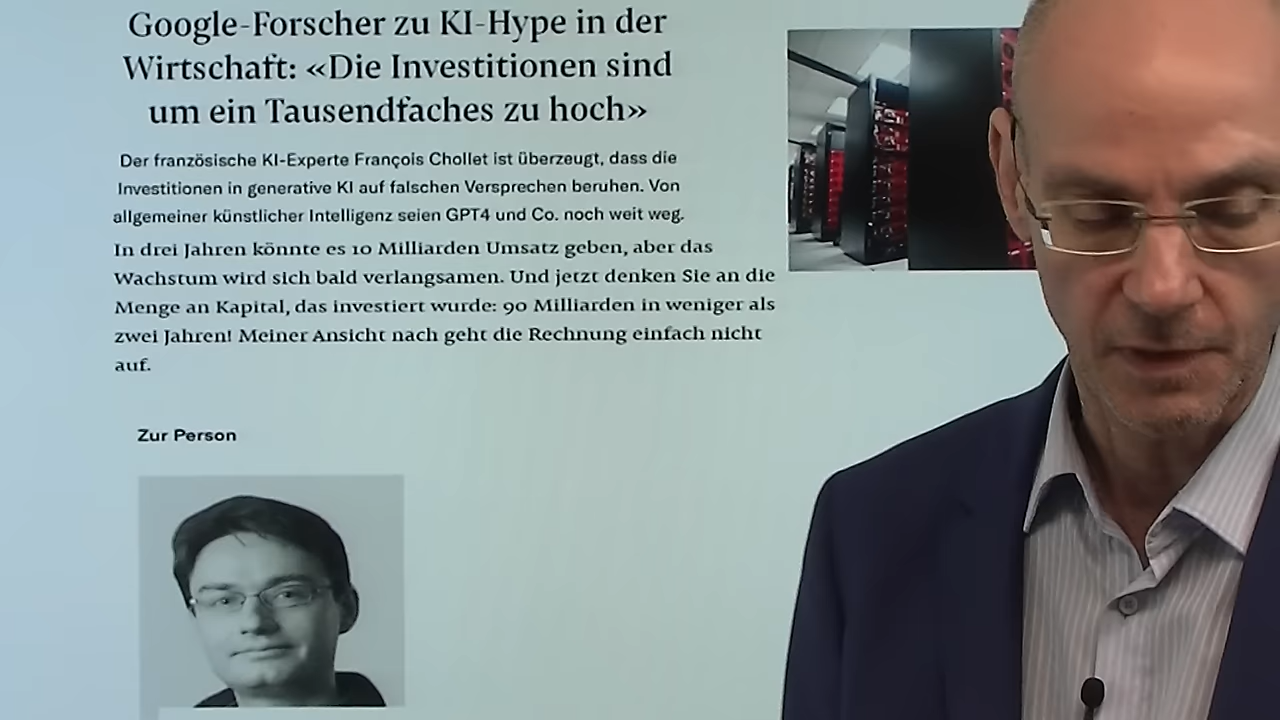 Google-Forscher zu KI-Hype in der
Wirtschaft: «Die Investitionen sind
um ein Tausendfaches zu hoch»
Der französische KI-Experte François Chollet ist überzeugt, dass die
Investitionen in generative KI auf falschen Versprechen beruhen. Von
allgemeiner künstlicher Intelligenz seien GPT4 und Co. noch weit weg.
In drei Jahren könnte es 10 Milliarden Umsatz geben, aber das
Wachstum wird sich bald verlangsamen. Und jetzt denken Sie an die
Menge an Kapital, das investiert wurde: 90 Milliarden in weniger als
zwei Jahren! Meiner Ansicht nach geht die Rechnung einfach nicht
auf.
Zur Person